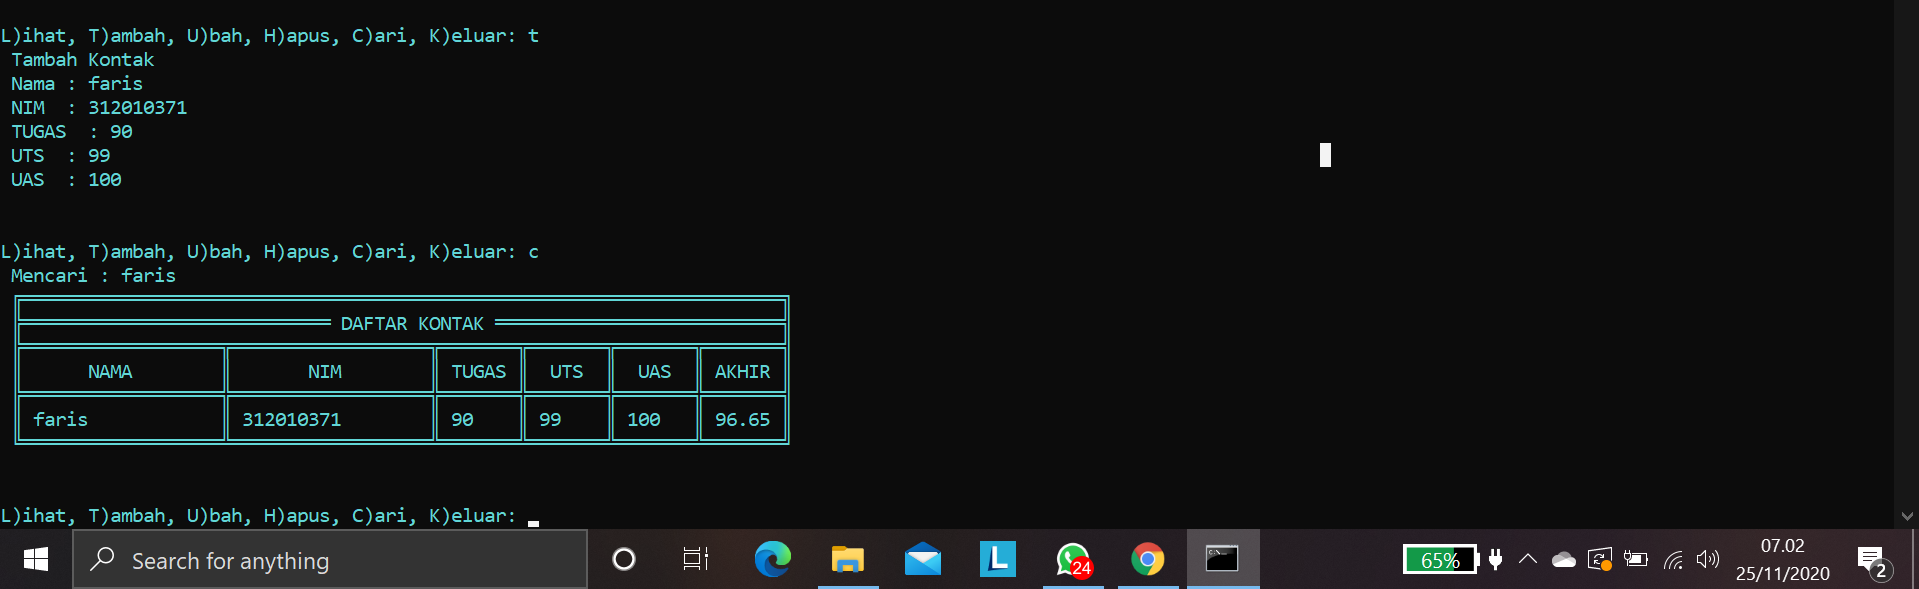 L)ihat, T)ambah, U)bah, H)apus, C)ari, K)eluar: t
Tambah Kontak
Nama : faris
NIM  : 312010371
TUGAS  : 90
UTS  : 99
UAS  : 100
L)ihat, T)ambah, U)bah, H)apus, C)ari, K)eluar: c
Mencari : faris
DAFTAR KONTAK
NAMA NIM TUGAS UTS UAS AKHIR
faris 312010371 90 99 100 96.65
L)ihat, T)ambah, U)bah, H)apus, C)ari, K)eluar:
Search for anything
L
24
C:\
65%
07.02
25/11/2020
2